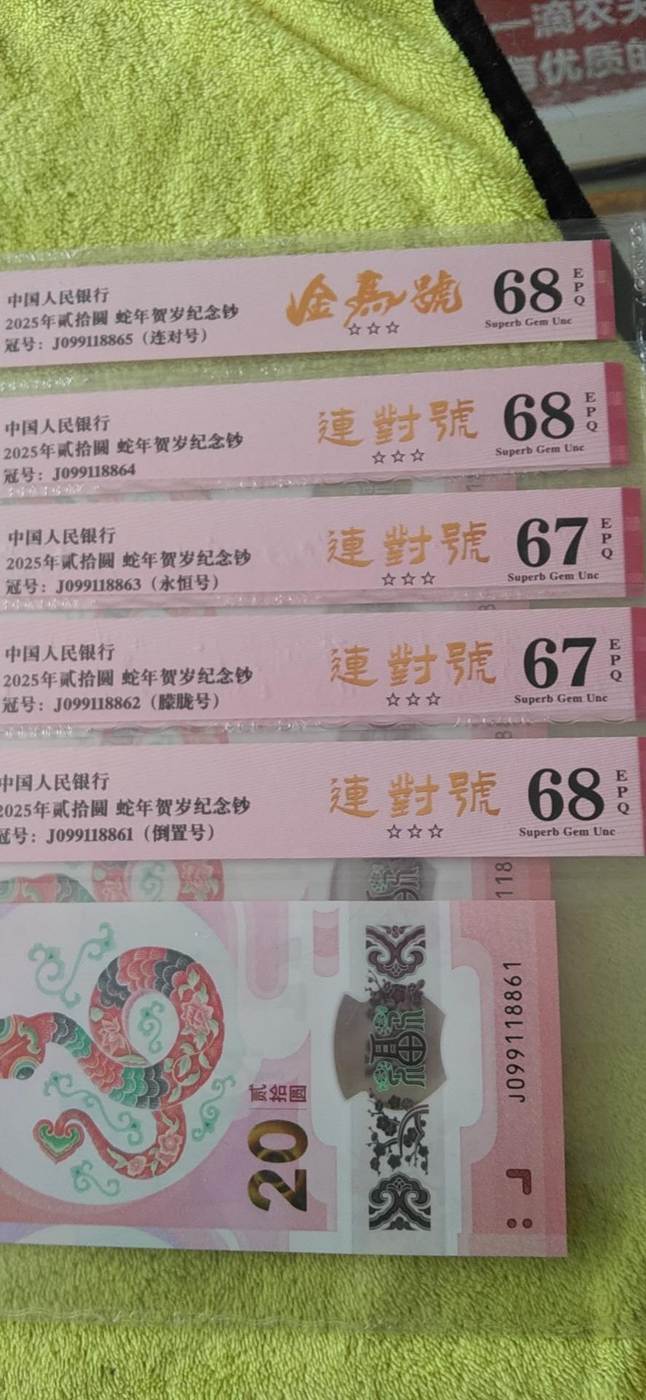 一滴农夫
优质的
中国人民银行
2025年贰拾圆 蛇年贺岁纪念钞
冠号：J099118865（连对号）
金馬號
☆☆☆
68
EPQ
Superb Gem Unc
中国人民银行
2025年贰拾圆 蛇年贺岁纪念钞
冠号：J099118864
連對號
☆☆☆
68
EPQ
Superb Gem Unc
中国人民银行
2025年贰拾圆 蛇年贺岁纪念钞
冠号：J099118863（永恒号）
連對號
☆☆☆
67
EPQ
Superb Gem Unc
中国人民银行
2025年贰拾圆 蛇年贺岁纪念钞
冠号：J099118862（朦胧号）
連對號
☆☆☆
67
EPQ
Superb Gem Unc
中国人民银行
2025年贰拾圆 蛇年贺岁纪念钞
冠号：J099118861（倒置号）
連對號
☆☆☆
68
EPQ
Superb Gem Unc
118
J099118861
贰拾圆
20